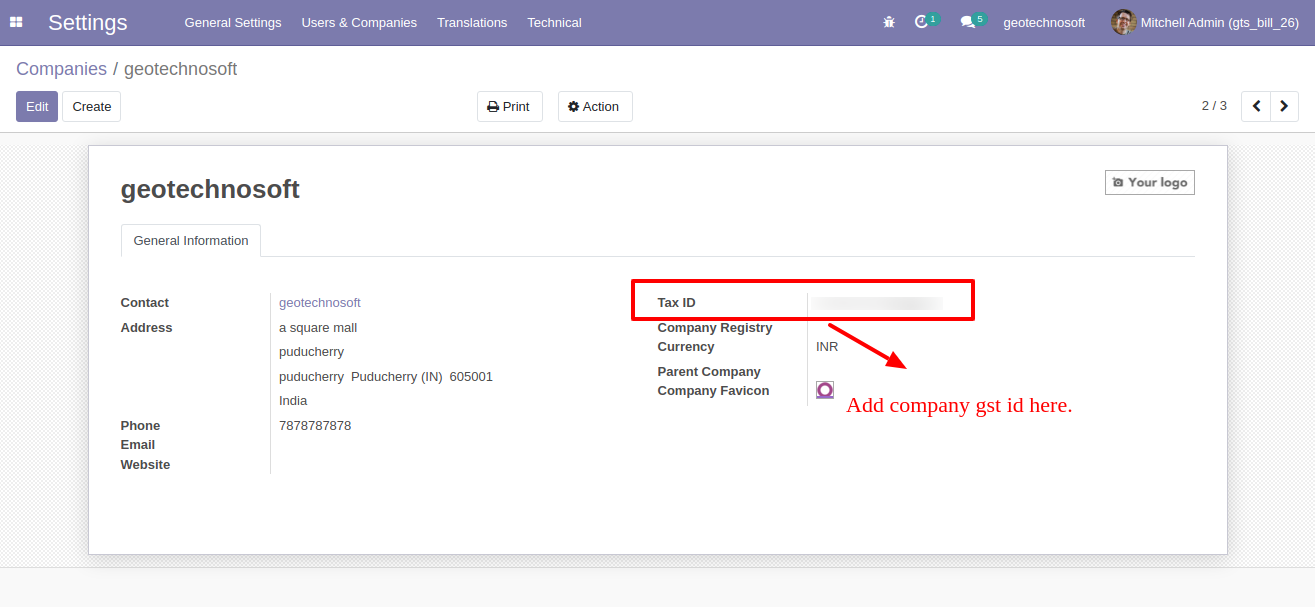 Settings General Settings Users & Companies Translations Technical 1 5 geotechnosoft Mitchell Admin (gts_bill_26)
Companies / geotechnosoft
Edit Create Print Action 2 / 3
geotechnosoft
Your logo
General Information
Contact geotechnosoft
Address a square mall
puducherry
puducherry Puducherry (IN) 605001
India
Phone 7878787878
Email
Website
Tax ID
Company Registry
Currency INR
Parent Company
Company Favicon
Add company gst id here.